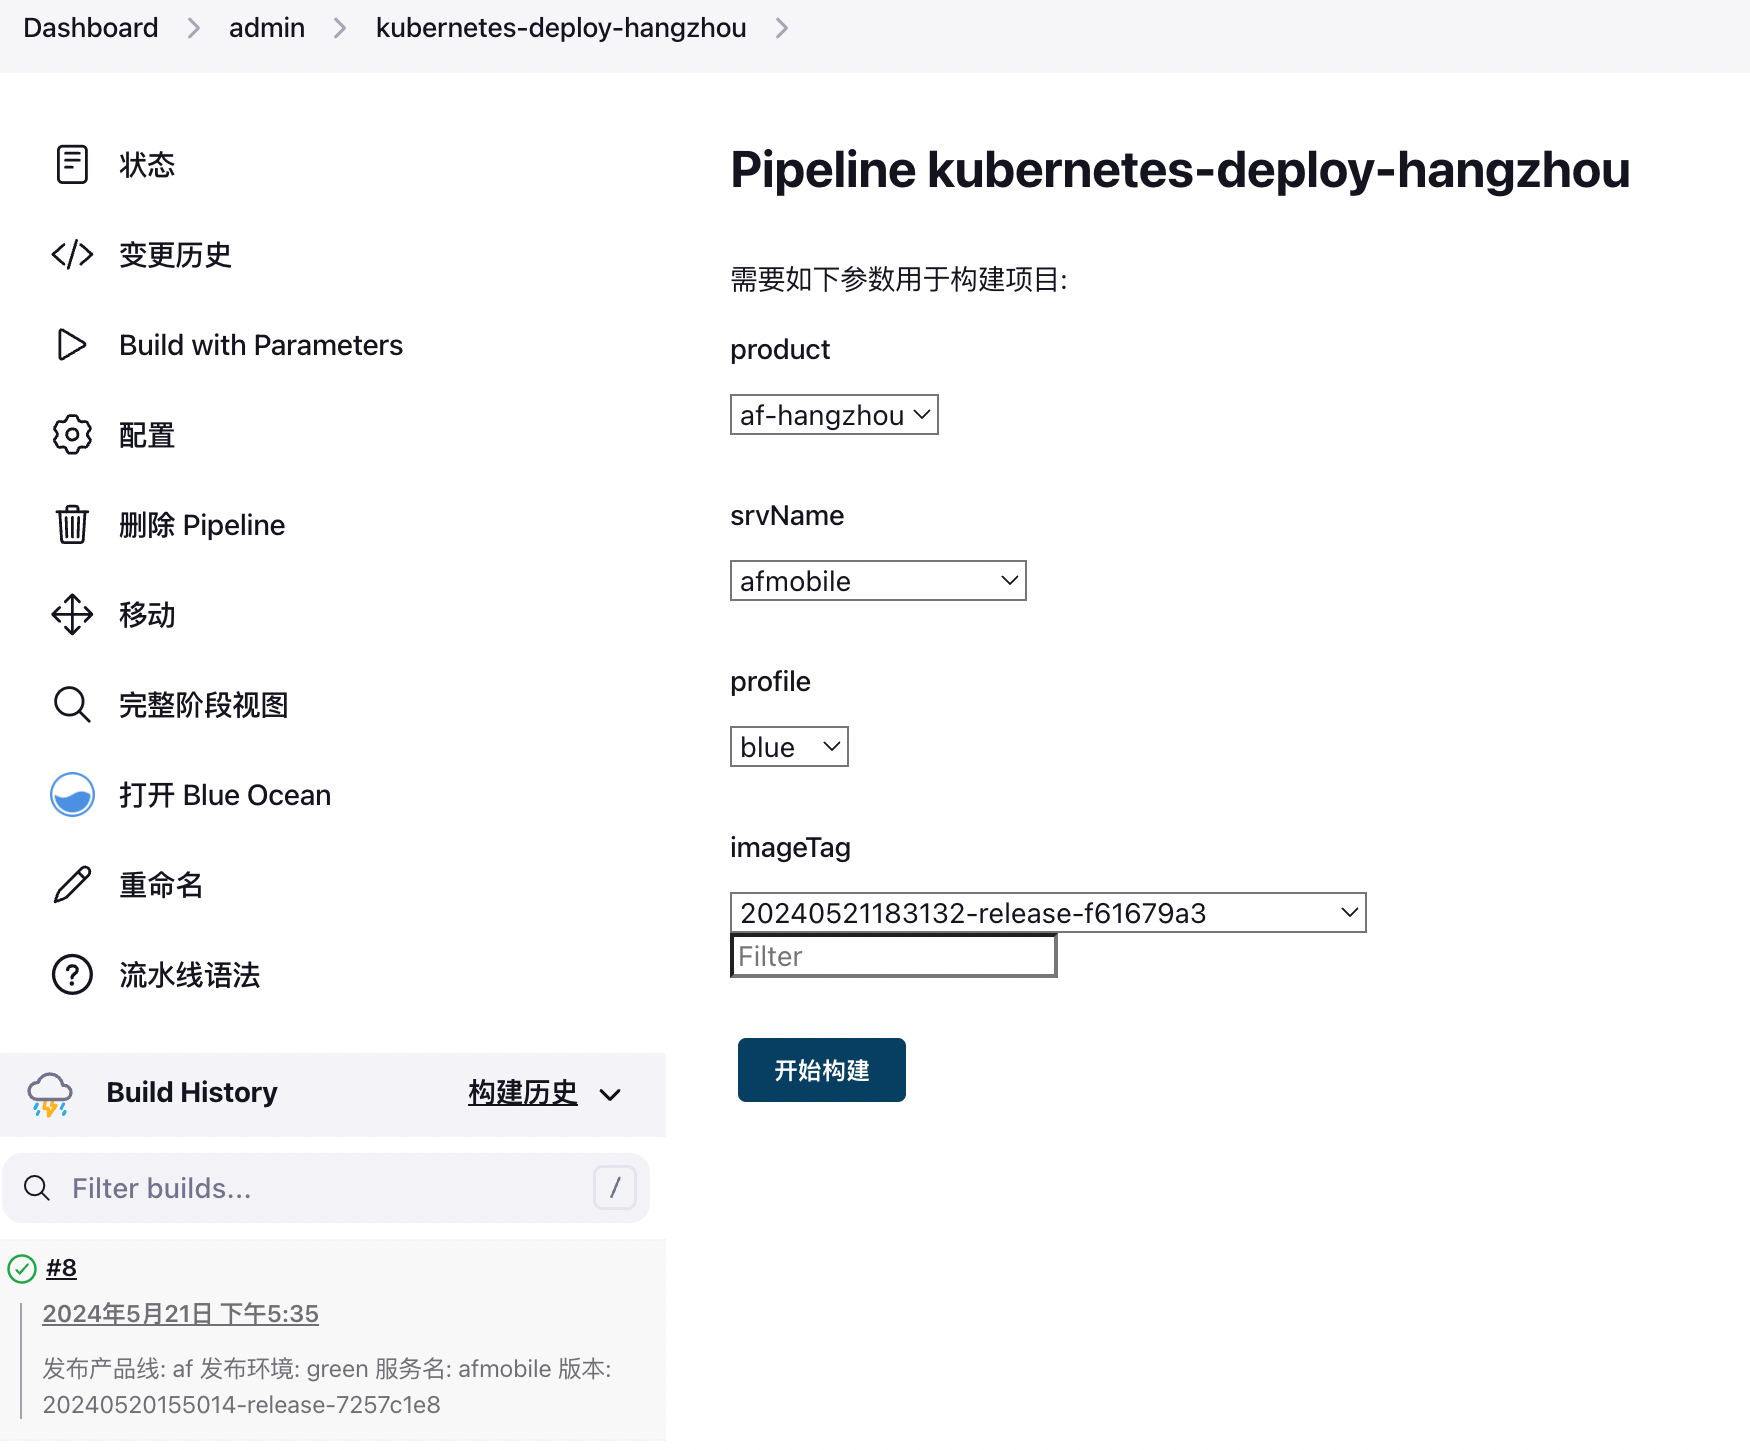 Dashboard
admin
kubernetes-deploy-hangzhou
状态
变更历史
Build with Parameters
配置
删除 Pipeline
移动
完整阶段视图
打开 Blue Ocean
重命名
流水线语法
Build History
构建历史
Filter builds...
/
#8
2024年5月21日 下午5:35
发布产品线: af 发布环境: green 服务名: afmobile 版本:
20240520155014-release-7257c1e8
Pipeline kubernetes-deploy-hangzhou
需要如下参数用于构建项目:
product
af-hangzhou
srvName
afmobile
profile
blue
imageTag
20240521183132-release-f61679a3
Filter
开始构建